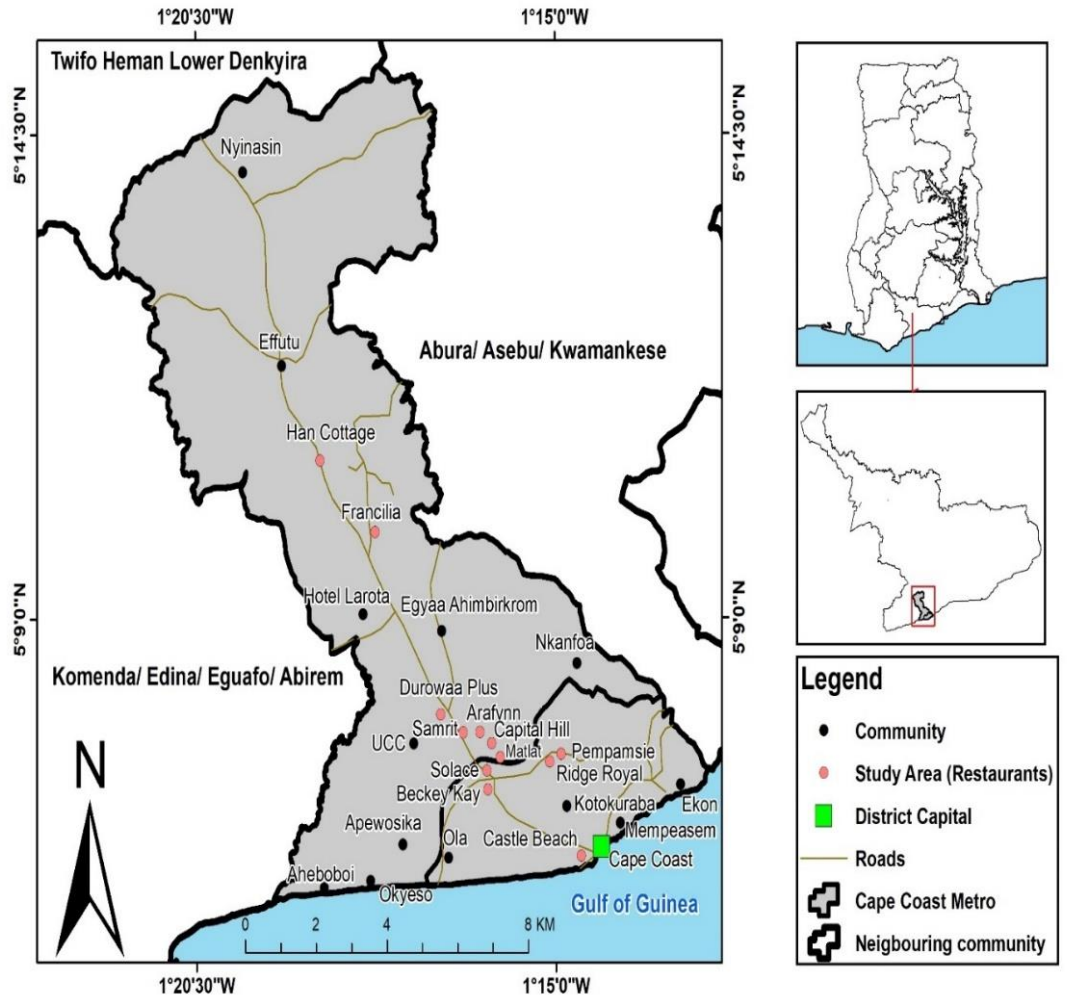 1°20'30"W
1°15'0"W
Twifo Heman Lower Denkyira
5°14'30"N
5°14'30"N
Nyinasin
Effutu
Abura/ Asebu/ Kwamankese
Han Cottage
Francilia
Hotel Larota
Egyaa Ahimbirkrom
5°9'0"N
5°9'0"N
Nkanfoa
Komenda/ Edina/ Eguafo/ Abirem
Durowaa Plus
Arafynn
Samrit
Capital Hill
UCC
Matlat
Pempamsie
Solace
Ridge Royal
Beckey Kay
Kotokuraba
Ekon
Mempeasem
Apewosika
Ola
Castle Beach
Cape Coast
Aheboboi
Okyeso
Gulf of Guinea
N
0 2 4 8 KM
1°20'30"W
1°15'0"W
Legend
Community
Study Area (Restaurants)
District Capital
Roads
Cape Coast Metro
Neigbouring community